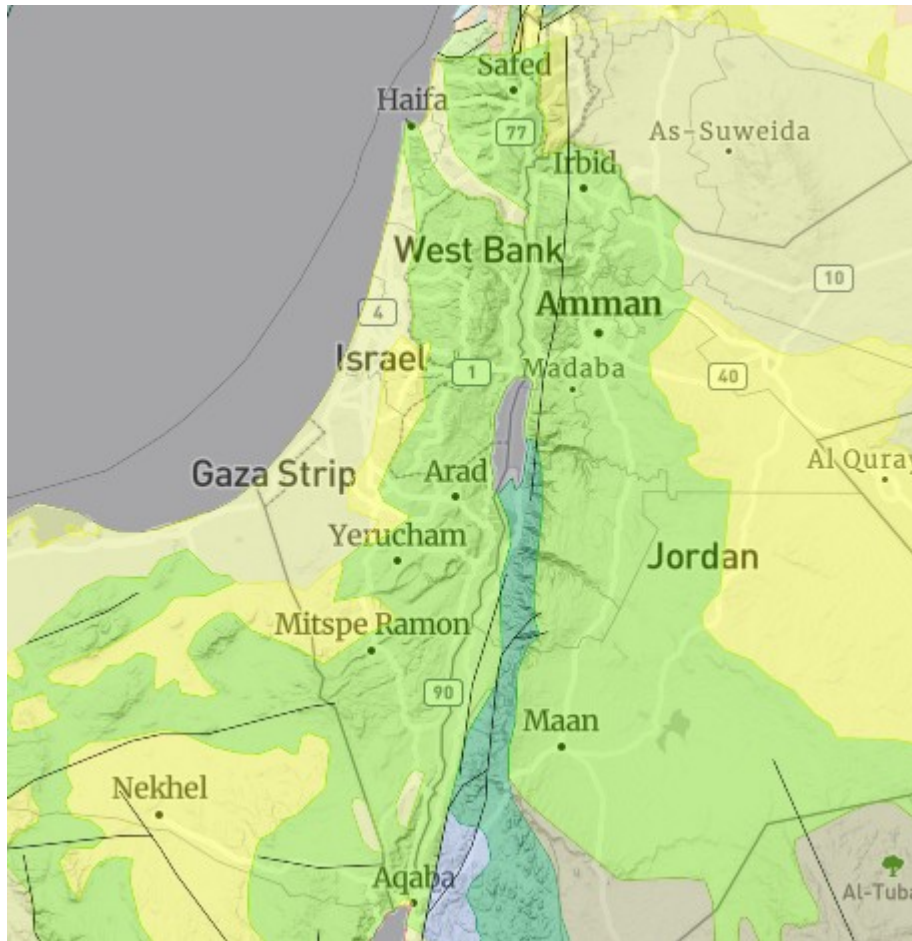 Safed
Haifa
77
As-Suweida
Irbid
West Bank
10
Amman
4
Israel
1
Madaba
40
Gaza Strip
Arad
Al Quray
Yerucham
Jordan
Mitspe Ramon
90
Maan
Nekhel
Aqaba
Al-Tuba